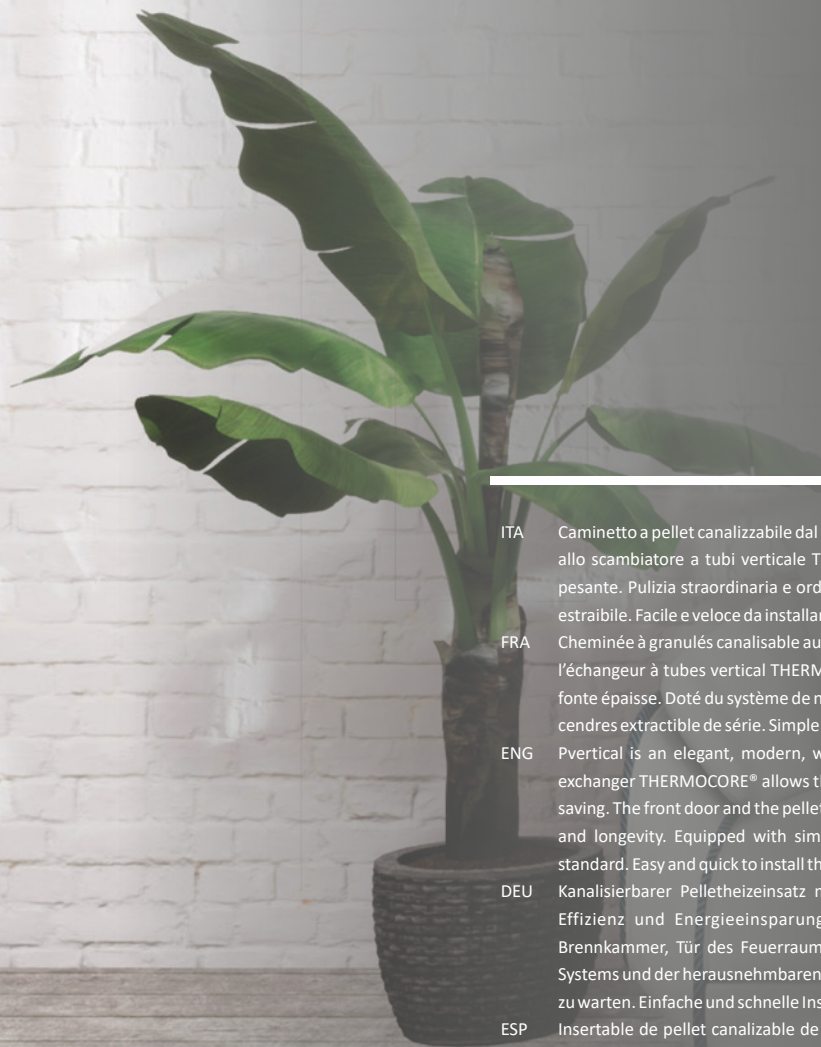 ITA Caminetto a pellet canalizzabile dal
allo scambiatore a tubi verticale T
pesante. Pulizia straordinaria e ord
estraibile. Facile e veloce da installar
FRA Cheminée à granulés canalisable au
l’échangeur à tubes vertical THERM
fonte épaisse. Doté du système de n
cendres extractible de série. Simple
ENG Pvertical is an elegant, modern, w
exchanger THERMOCORE® allows th
saving. The front door and the pellet
and longevity. Equipped with sim
standard. Easy and quick to install th
DEU Kanalisierbarer Pelletheizeinsatz m
Effizienz und Energieeinsparung
Brennkammer, Tür des Feuerraum
Systems und der herausnehmbaren
zu warten. Einfache und schnelle Ins
ESP Insertable de pellet canalizable de